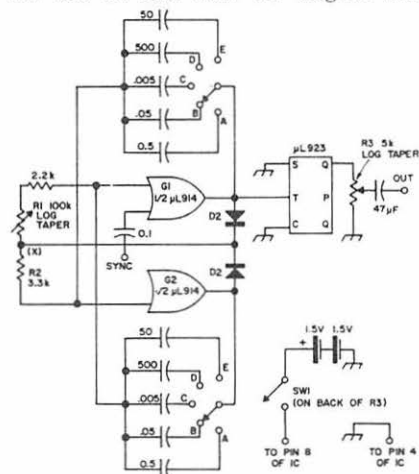 50
500
.005
.05
0.5
E
D
C
B
A
2.2k
R1 100k
LOG
TAPER
(X)
R2
3.3k
G1
1/2 μL914
0.1
SYNC
D2
D2
G2
1/2 μL914
μL923
S
Q
T
P
C
Q
R3 5k
LOG TAPER
OUT
47μF
50
500
.005
.05
0.5
E
D
C
B
A
+
1.5V
1.5V
SW1
(ON BACK OF R3)
TO PIN 8
OF IC
TO PIN 4
OF IC